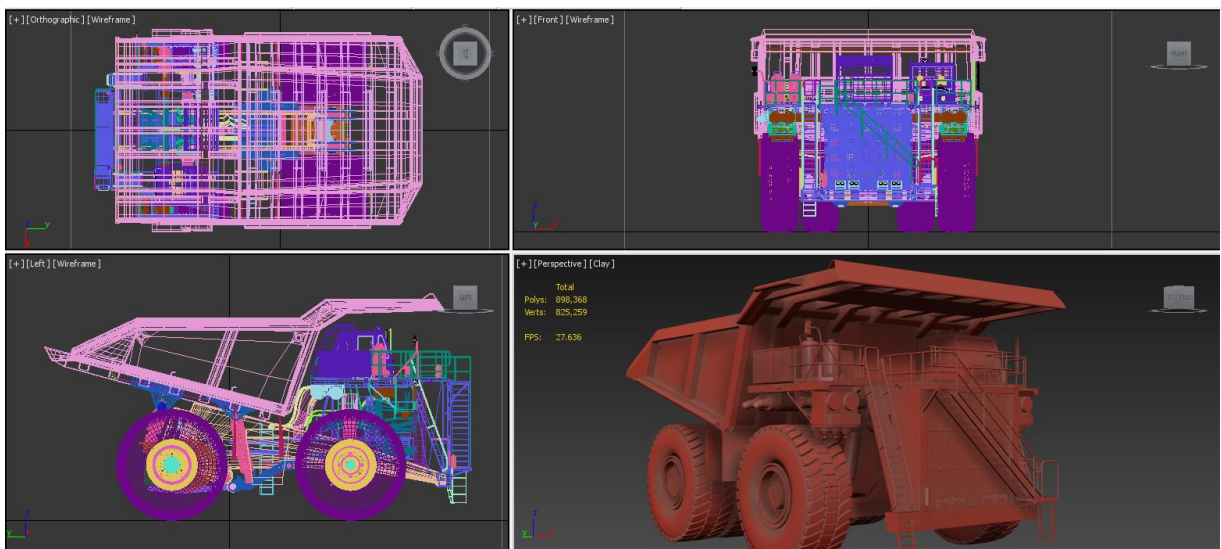 [+] [Orthographic] [Wireframe]
TOP
y
z
x
[+] [Front] [Wireframe]
FRONT
z
x
[+] [Left] [Wireframe]
LEFT
z
y
[+] [Perspective] [Clay]
Total
Polys: 898,368
Verts: 825,259
FPS: 27.636
z
y